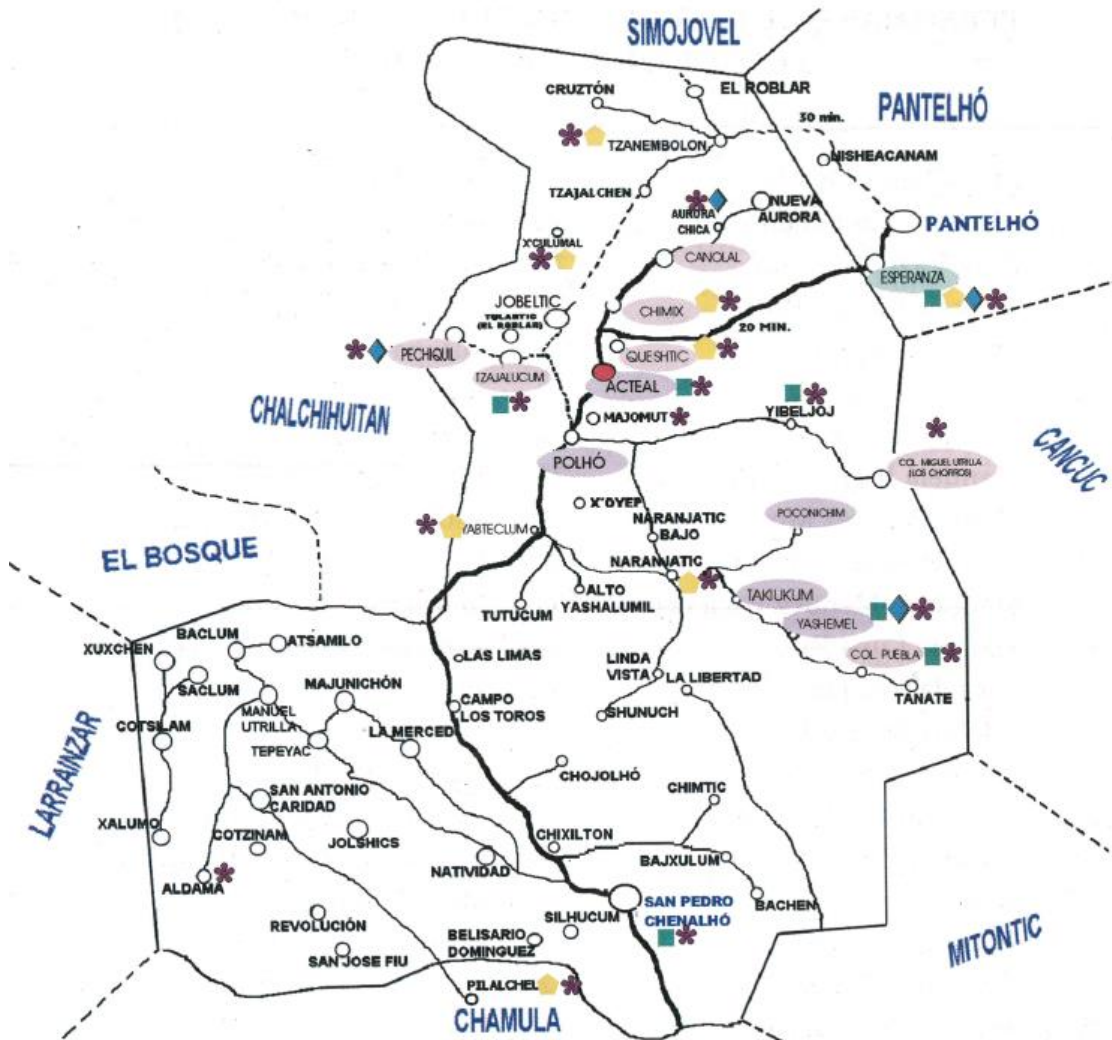 SIMOJOVEL
CRUZTÓN
EL ROBLAR
PANTELHÓ
30 min.
TZANEMBOLON
NISHEACANAM
TZAJALCHEN
AURORA
CHICA
NUEVA
AURORA
PANTELHÓ
X'CULUMAL
CANOLAL
ESPERANZA
JOBELTIC
CHIMIX
TULANTIC
(EL ROBLAR)
20 MIN.
PECHIQUIL
QUESHTIC
TZAJALUCUM
ACTEAL
CHALCHIHUITAN
MAJOMUT
YIBELJOJ
CANCUC
POLHÓ
COL. MIGUEL UTRILLA
(LOS CHORROS)
X'OYEP
POCONICHIM
YABTECLUM
NARANJATIC
BAJO
EL BOSQUE
NARANJATIC
ALTO
YASHALUMIL
TAKIUKUM
TUTUCUM
YASHEMEL
BACLUM
ATSAMILO
XUXCHEN
LAS LIMAS
LINDA
VISTA
COL. PUEBLA
SACLUM
MAJUNICHÓN
LA LIBERTAD
TANATE
MANUEL
UTRILLA
CAMPO
LOS TOROS
SHUNUCH
COTSILAM
TEPEYAC
LA MERCED
LARRAINZAR
CHOJOLHÓ
SAN ANTONIO
CARIDAD
CHIMTIC
XALUMO
COTZINAM
JOLSHICS
CHIXILTON
NATIVIDAD
BAJXULUM
ALDAMA
SAN PEDRO
CHENALHÓ
BACHEN
REVOLUCIÓN
SILHUCUM
BELISARIO
DOMINGUEZ
SAN JOSE FIU
MITONTIC
PILALCHEL
CHAMULA